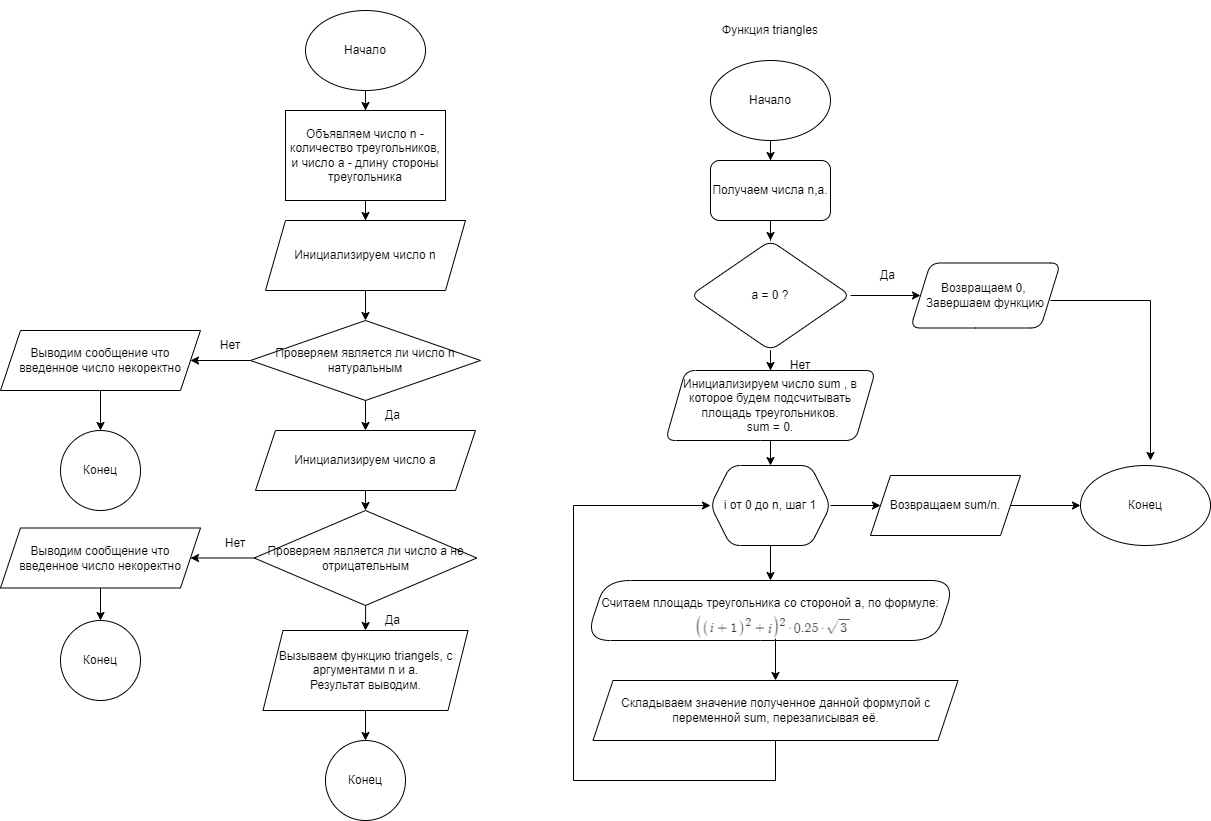 Начало
Объявляем число n -
количество треугольников,
и число a - длину стороны
треугольника
Инициализируем число n
Проверяем является ли число n
натуральным
Нет
Выводим сообщение что
введенное число некоректно
Конец
Да
Инициализируем число a
Проверяем является ли число a не
отрицательным
Нет
Выводим сообщение что
введенное число некоректно
Конец
Да
Вызываем функцию triangels, с
аргументами n и a.
Результат выводим.
Конец
Функция triangles
Начало
Получаем числа n,a.
a = 0 ?
Да
Возвращаем 0,
Завершаем функцию
Нет
Инициализируем число sum , в
которое будем подсчитывать
площадь треугольников.
sum = 0.
i от 0 до n, шаг 1
Возвращаем sum/n.
Конец
Считаем площадь треугольника со стороной a, по формуле:
((i + 1)² + i)² · 0.25 · √3
Складываем значение полученное данной формулой с
переменной sum, перезаписывая её.